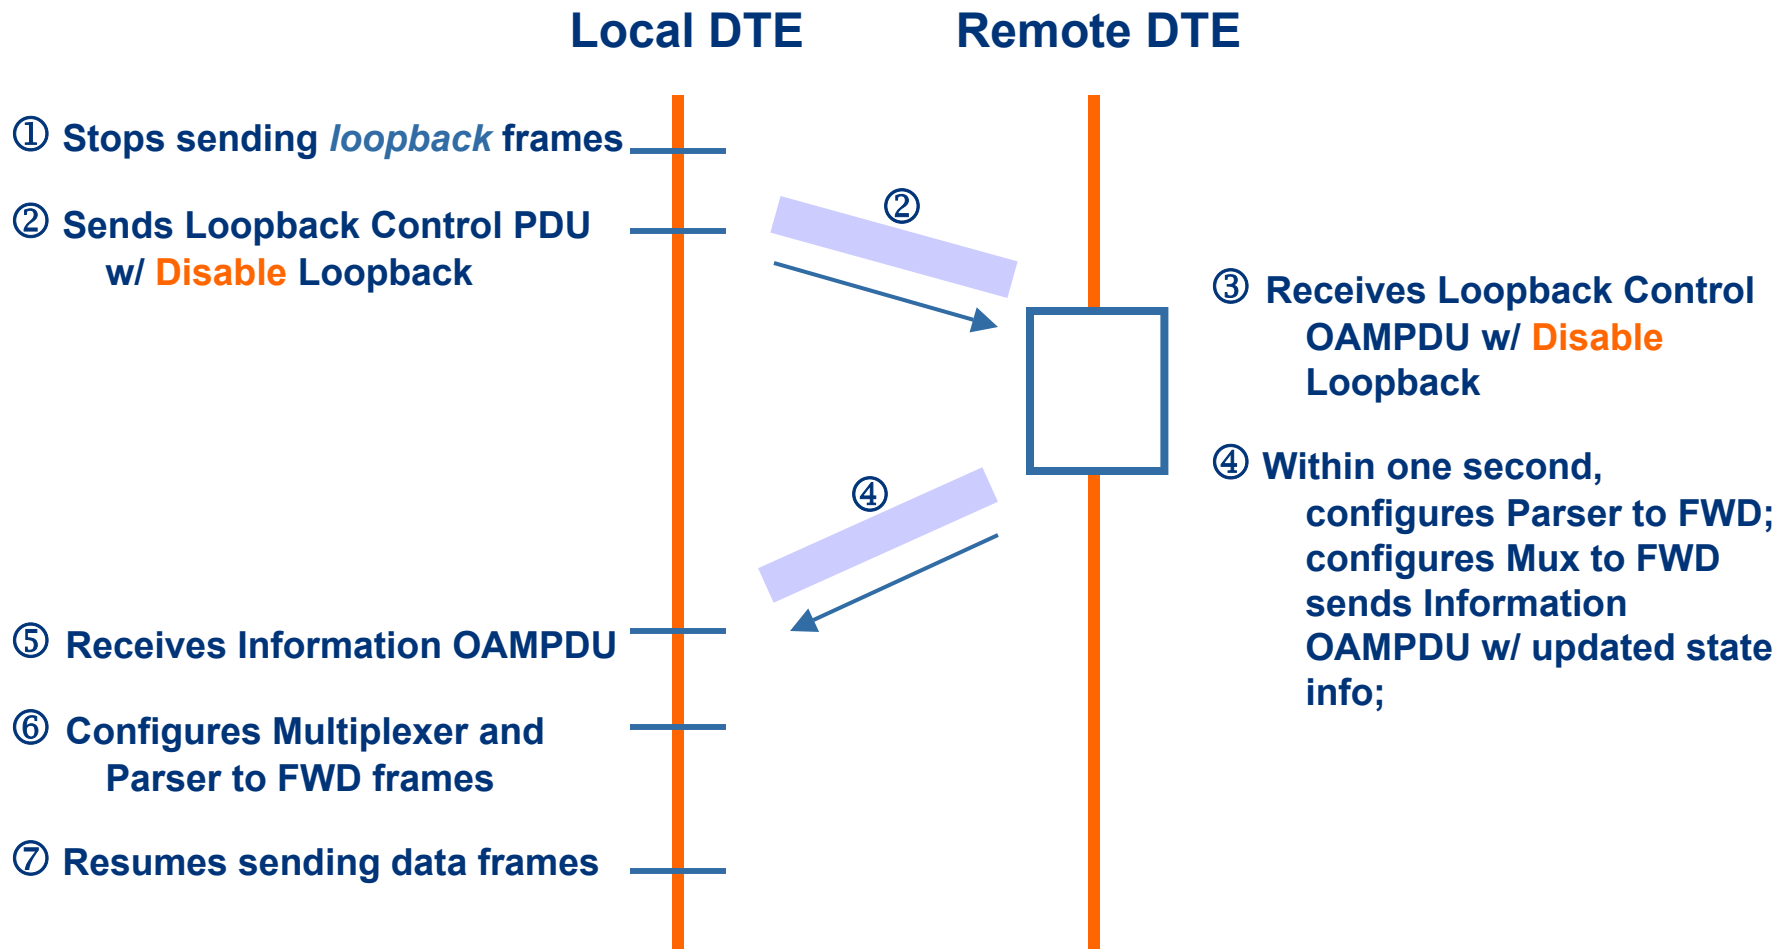 Local DTE
Remote DTE
① Stops sending loopback frames
② Sends Loopback Control PDU
w/ Disable Loopback
②
③ Receives Loopback Control
OAMPDU w/ Disable
Loopback
④ Within one second,
configures Parser to FWD;
configures Mux to FWD
sends Information
OAMPDU w/ updated state
info;
④
⑤ Receives Information OAMPDU
⑥ Configures Multiplexer and
Parser to FWD frames
⑦ Resumes sending data frames